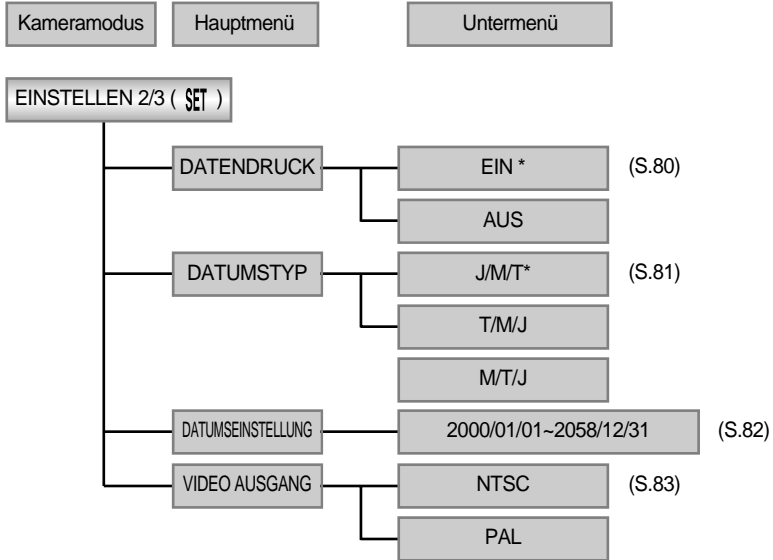 Kameramodus Hauptmenü Untermenü
EINSTELLEN 2/3 ( SET )
DATENDRUCK EIN * (S.80)
AUS
DATUMSTYP J/M/T* (S.81)
T/M/J
M/T/J
DATUMSEINSTELLUNG 2000/01/01~2058/12/31 (S.82)
VIDEO AUSGANG NTSC (S.83)
PAL